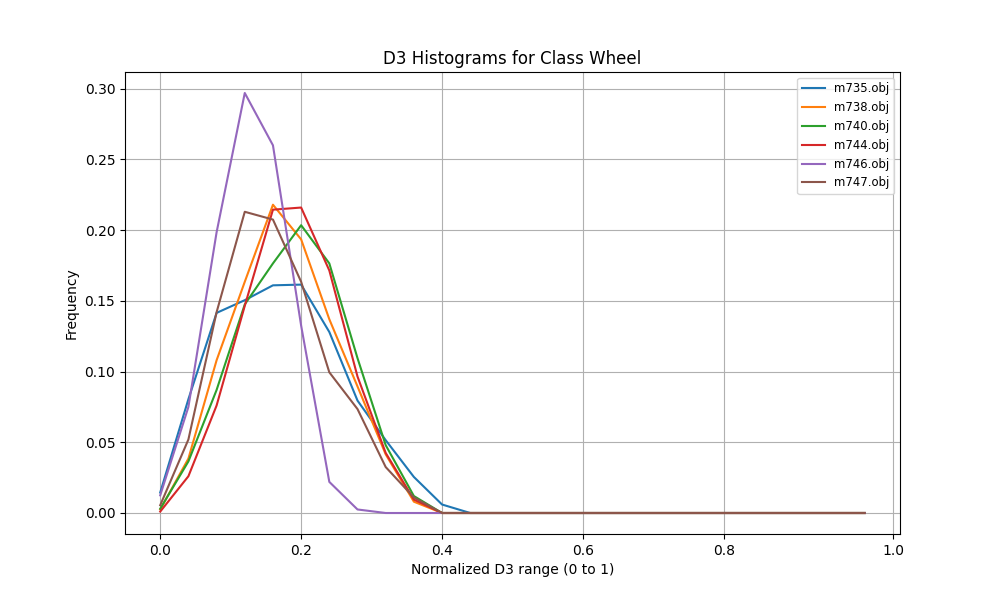 D3 Histograms for Class Wheel
0.30
0.25
0.20
0.15
0.10
0.05
0.00
Frequency
m735.obj
m738.obj
m740.obj
m744.obj
m746.obj
m747.obj
0.0 0.2 0.4 0.6 0.8 1.0
Normalized D3 range (0 to 1)